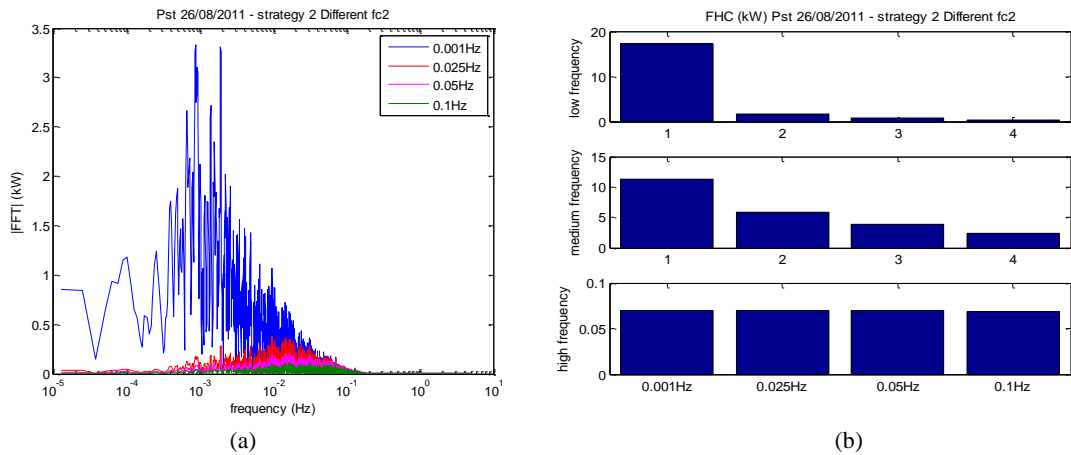 Pst 26/08/2011 - strategy 2 Different fc2
3.5
3
2.5
2
1.5
1
0.5
0
|FFT| (kW)
0.001Hz
0.025Hz
0.05Hz
0.1Hz
10^-5 10^-4 10^-3 10^-2 10^-1 10^0 10^1
frequency (Hz)
(a)
FHC (kW) Pst 26/08/2011 - strategy 2 Different fc2
low frequency
20
10
0
1 2 3 4
medium frequency
15
10
5
0
1 2 3 4
high frequency
0.1
0.05
0
0.001Hz 0.025Hz 0.05Hz 0.1Hz
(b)